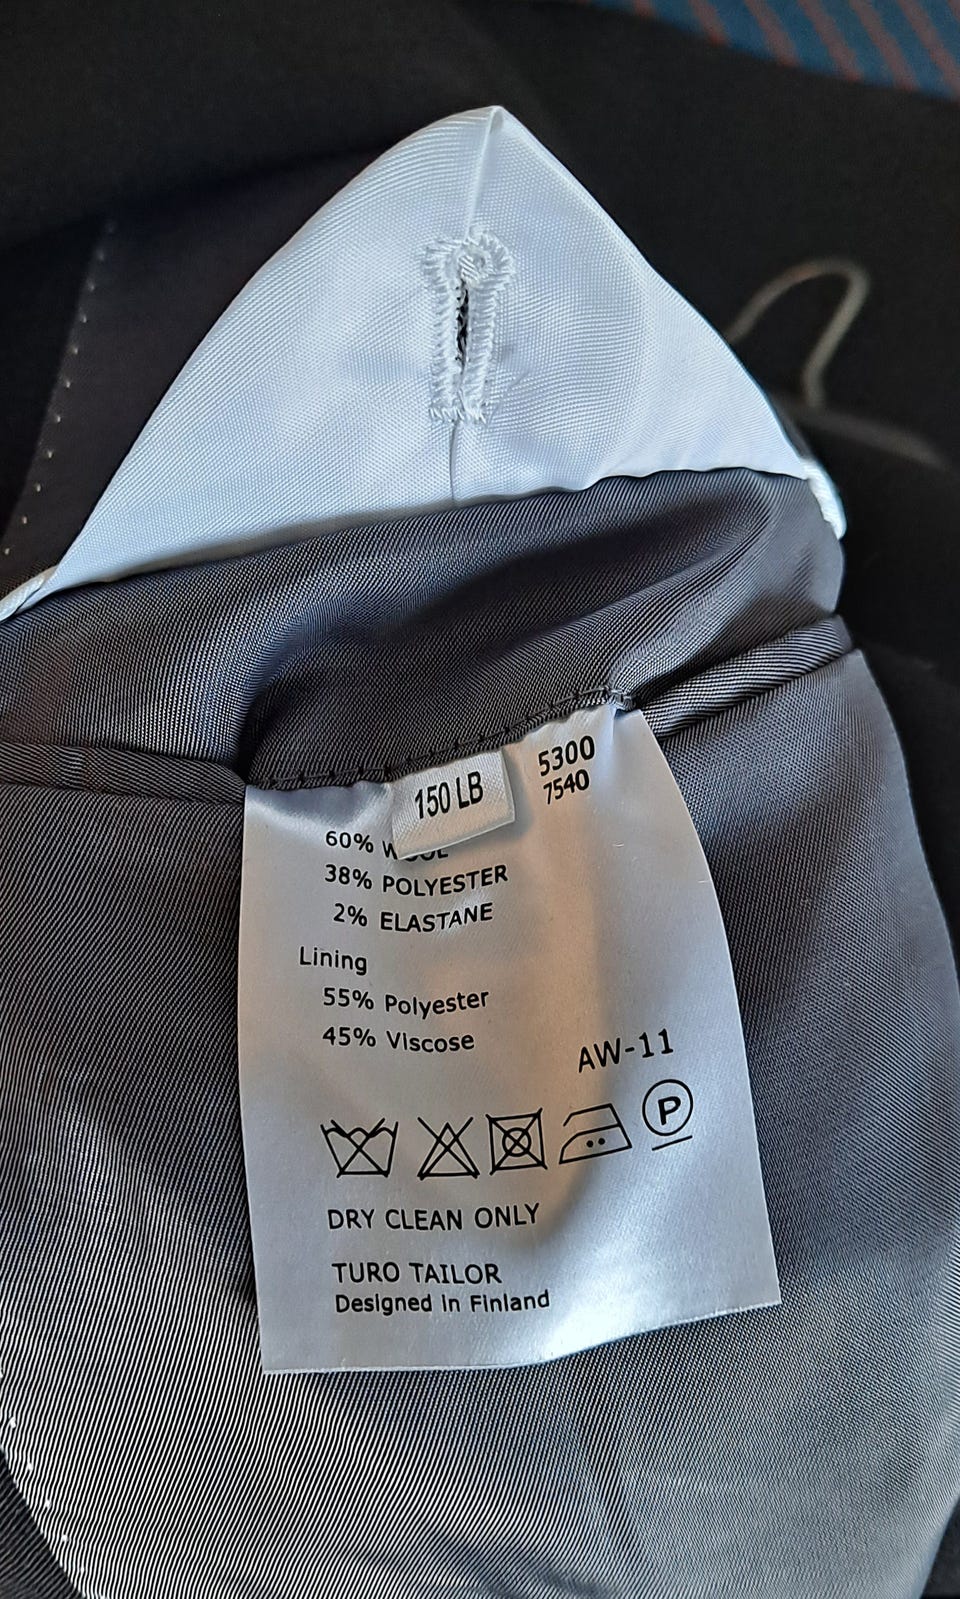 150 LB
5300
7540
60% WOOL
38% POLYESTER
2% ELASTANE
Lining
55% Polyester
45% Viscose
AW-11
P
DRY CLEAN ONLY
TURO TAILOR
Designed in Finland